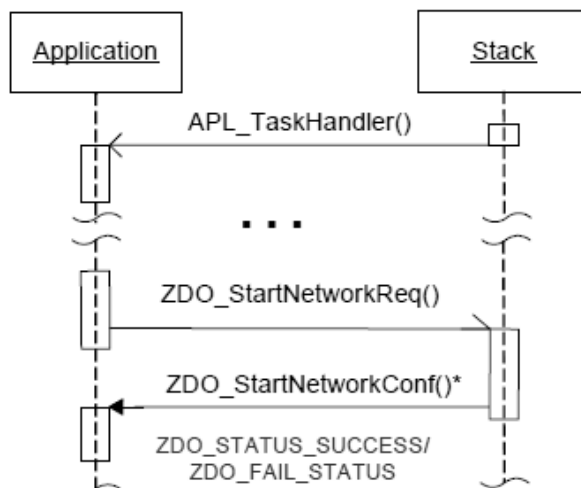 Application
Stack
APL_TaskHandler()
...
ZDO_StartNetworkReq()
ZDO_StartNetworkConf()*
ZDO_STATUS_SUCCESS/
ZDO_FAIL_STATUS